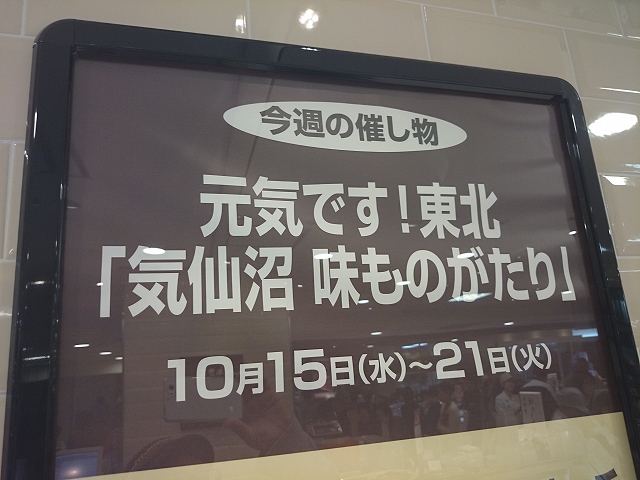 今週の催し物
元気です!東北
「気仙沼 味ものがたり」
10月15日(水)~21日(火)